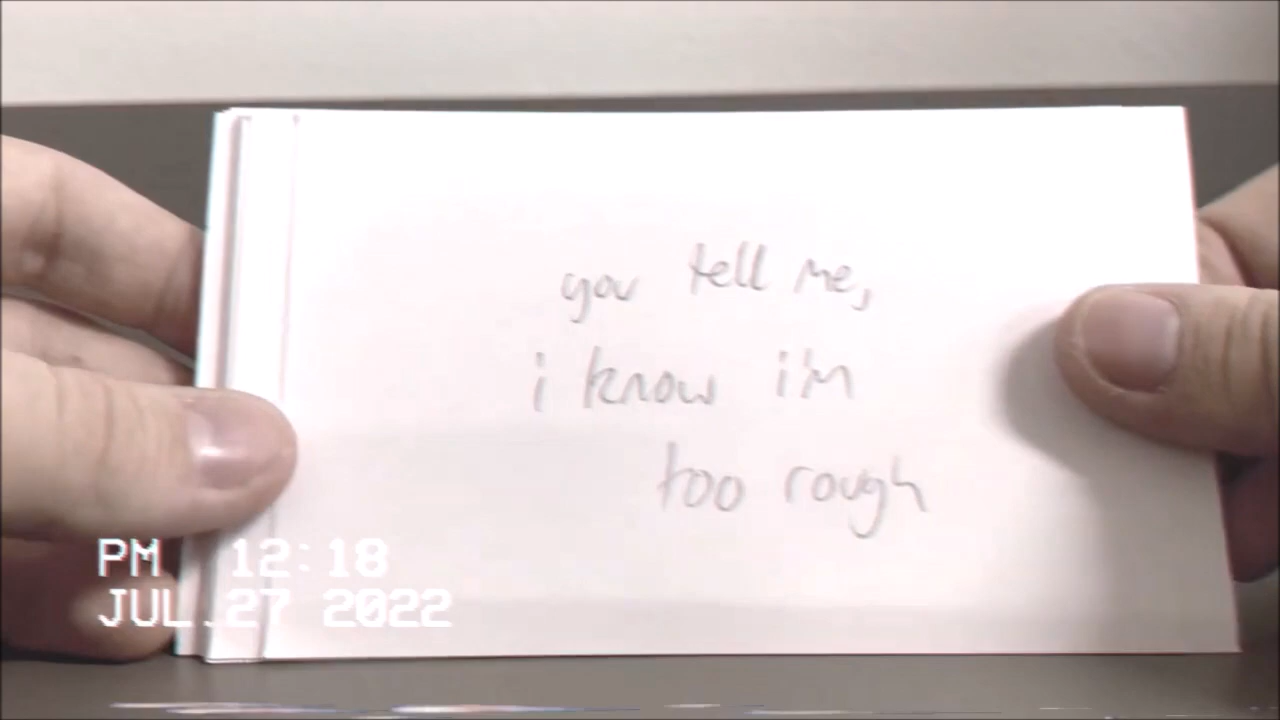 you tell me,
i know i'm
too rough
PM 12:18
JUL.27 2022